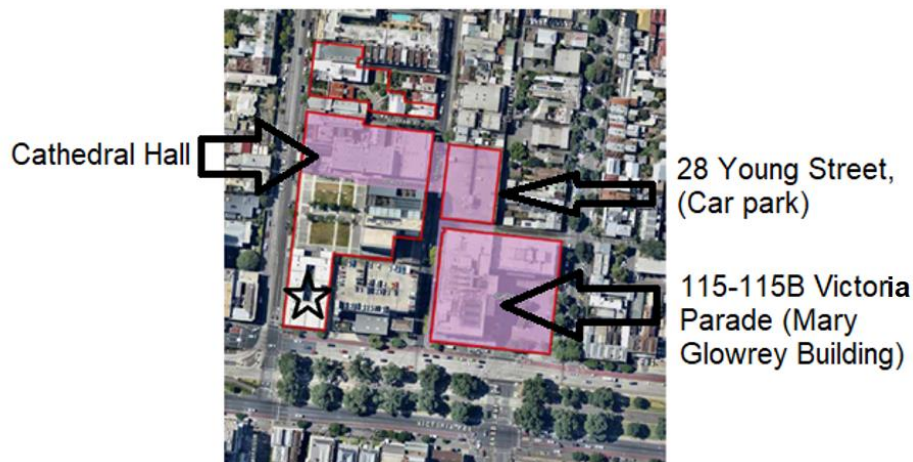 Cathedral Hall
28 Young Street,
(Car park)
115-115B Victoria
Parade (Mary
Glowrey Building)